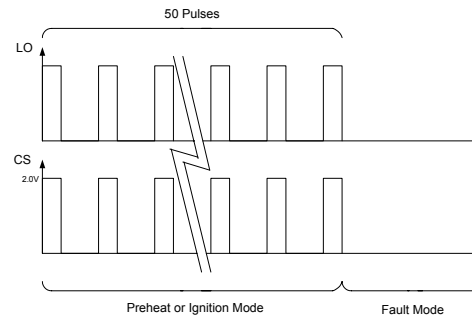 50 Pulses
LO
CS
2.0V
Preheat or Ignition Mode
Fault Mode